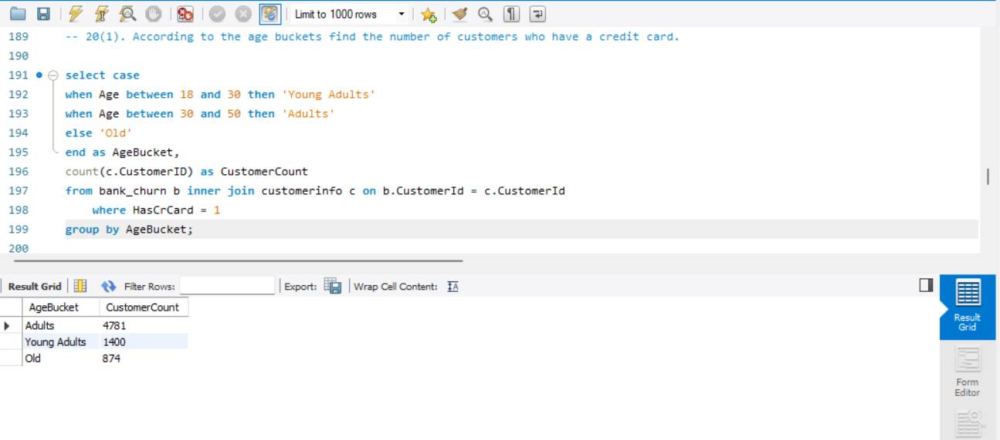 Limit to 1000 rows
189 -- 20(1). According to the age buckets find the number of customers who have a credit card.
190
191 select case
192 when Age between 18 and 30 then 'Young Adults'
193 when Age between 30 and 50 then 'Adults'
194 else 'Old'
195 end as AgeBucket,
196 count(c.CustomerID) as CustomerCount
197 from bank_churn b inner join customerinfo c on b.CustomerId = c.CustomerId
198 where HasCrCard = 1
199 group by AgeBucket;
200
Result Grid Filter Rows: Export: Wrap Cell Content: IA
AgeBucket CustomerCount
Adults 4781
Young Adults 1400
Old 874
Result
Grid
Form
Editor